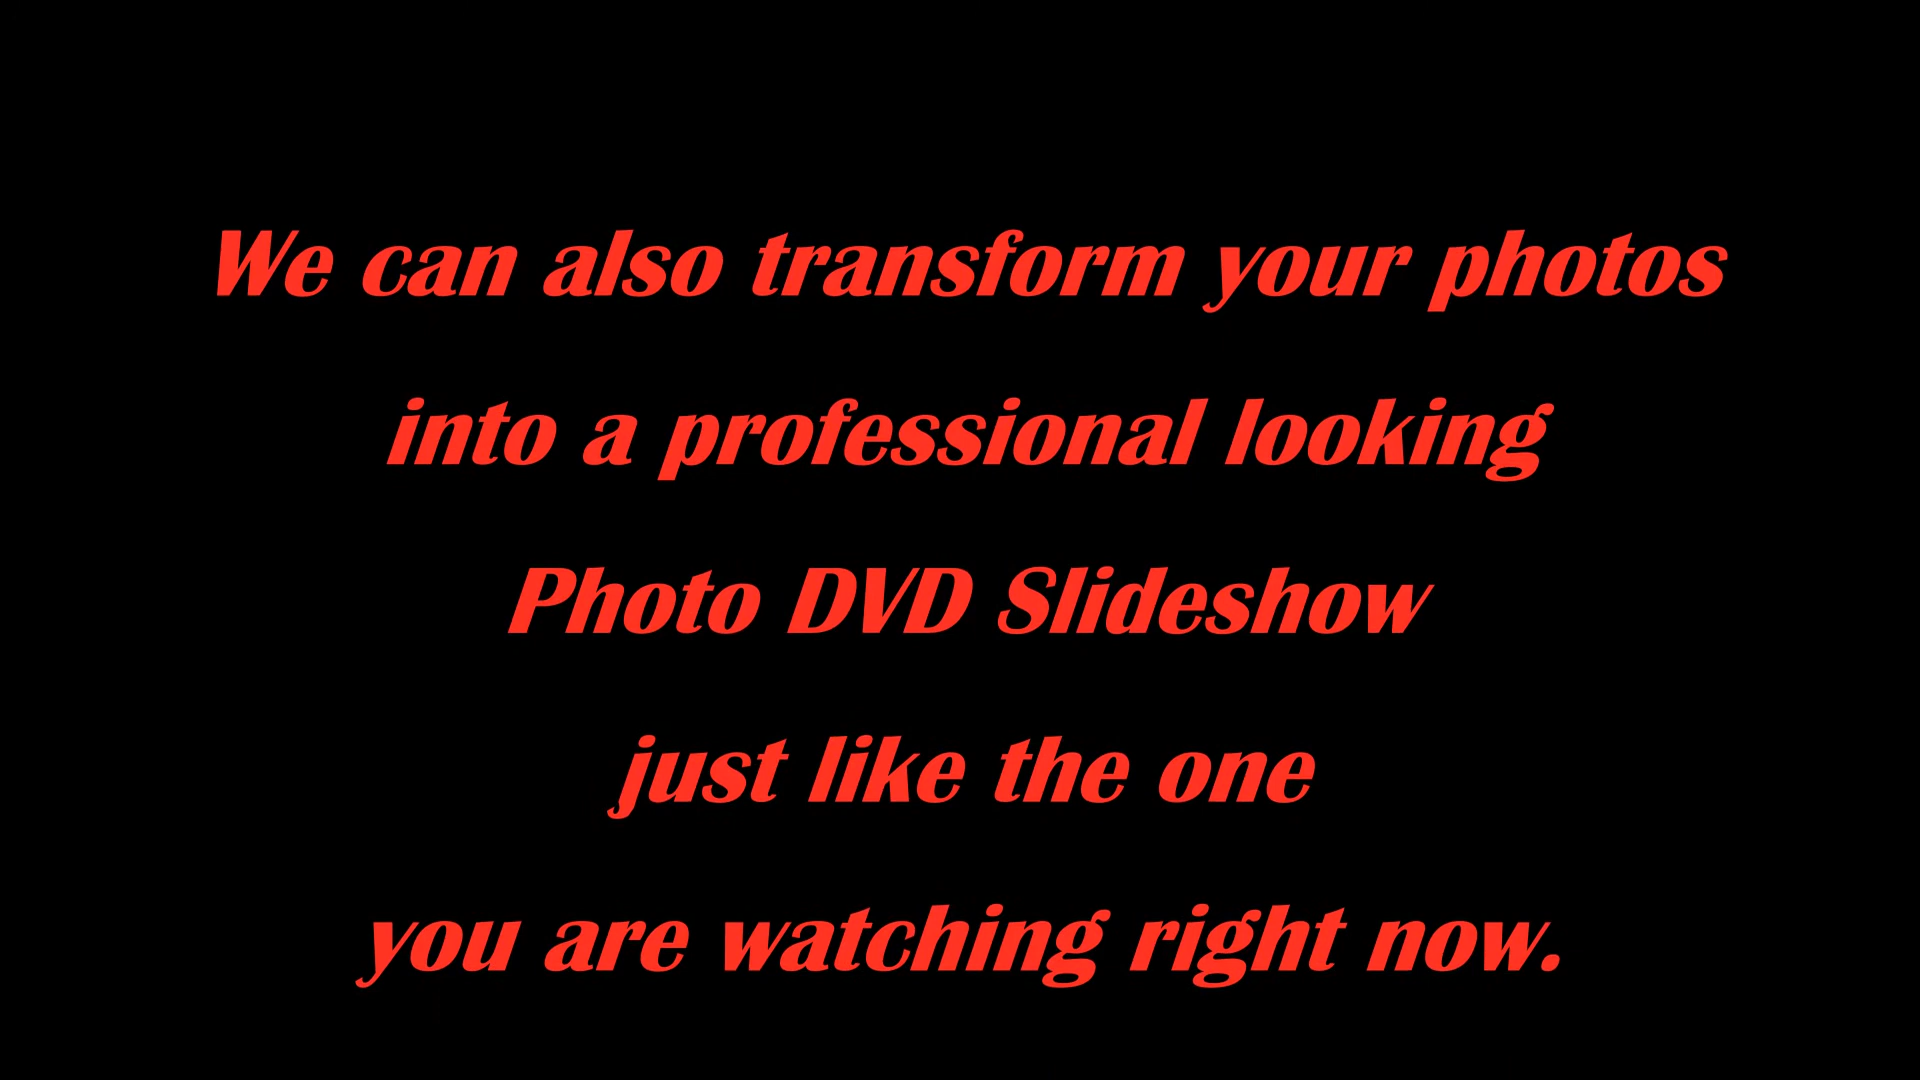 We can also transform your photos
into a professional looking
Photo DVD Slideshow
just like the one
you are watching right now.